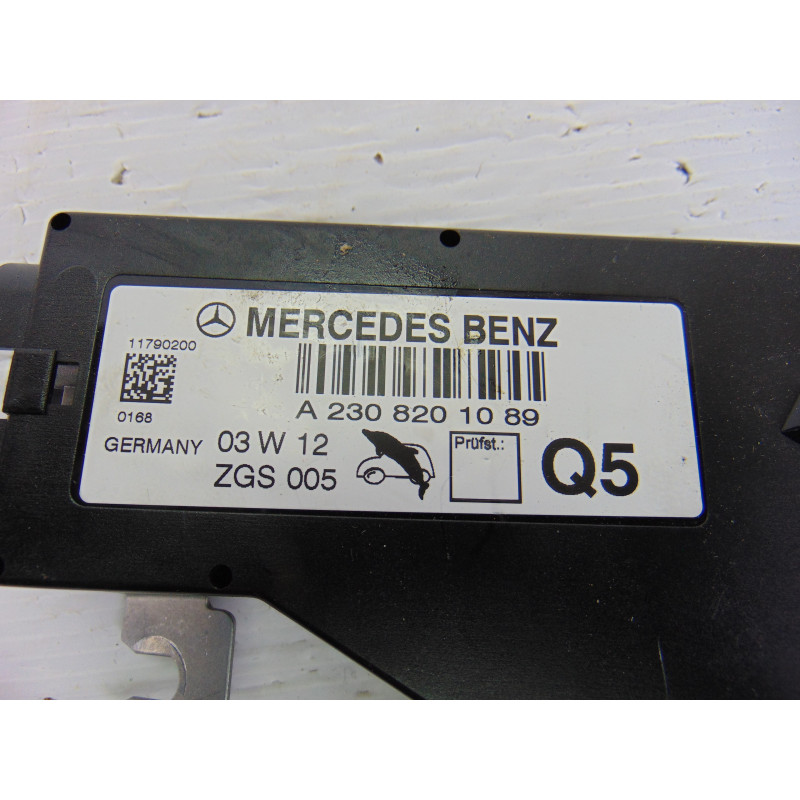 MERCEDES BENZ
11790200
A 230 820 10 89
0168
GERMANY 03 W 12
ZGS 005
Prüfst.:
Q5